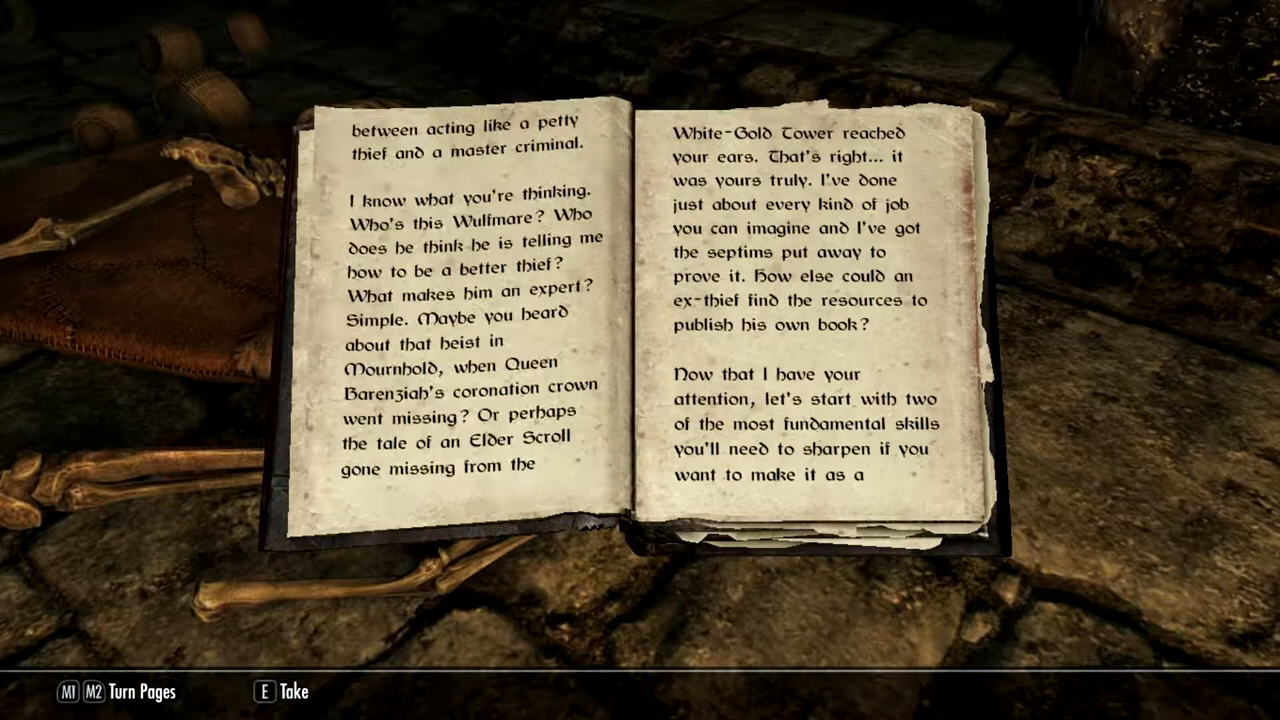 between acting like a petty
thief and a master criminal.
I know what you're thinking.
Who's this Wulfmare? Who
does he think he is telling me
how to be a better thief?
What makes him an expert?
Simple. Maybe you heard
about that heist in
Mournhold, when Queen
Barenziah's coronation crown
went missing? Or perhaps
the tale of an Elder Scroll
gone missing from the
White-Gold Tower reached
your ears. That's right... it
was yours truly. I've done
just about every kind of job
you can imagine and I've got
the septims put away to
prove it. How else could an
ex-thief find the resources to
publish his own book?
Now that I have your
attention, let's start with two
of the most fundamental skills
you'll need to sharpen if you
want to make it as a
M1 M2 Turn Pages
E Take